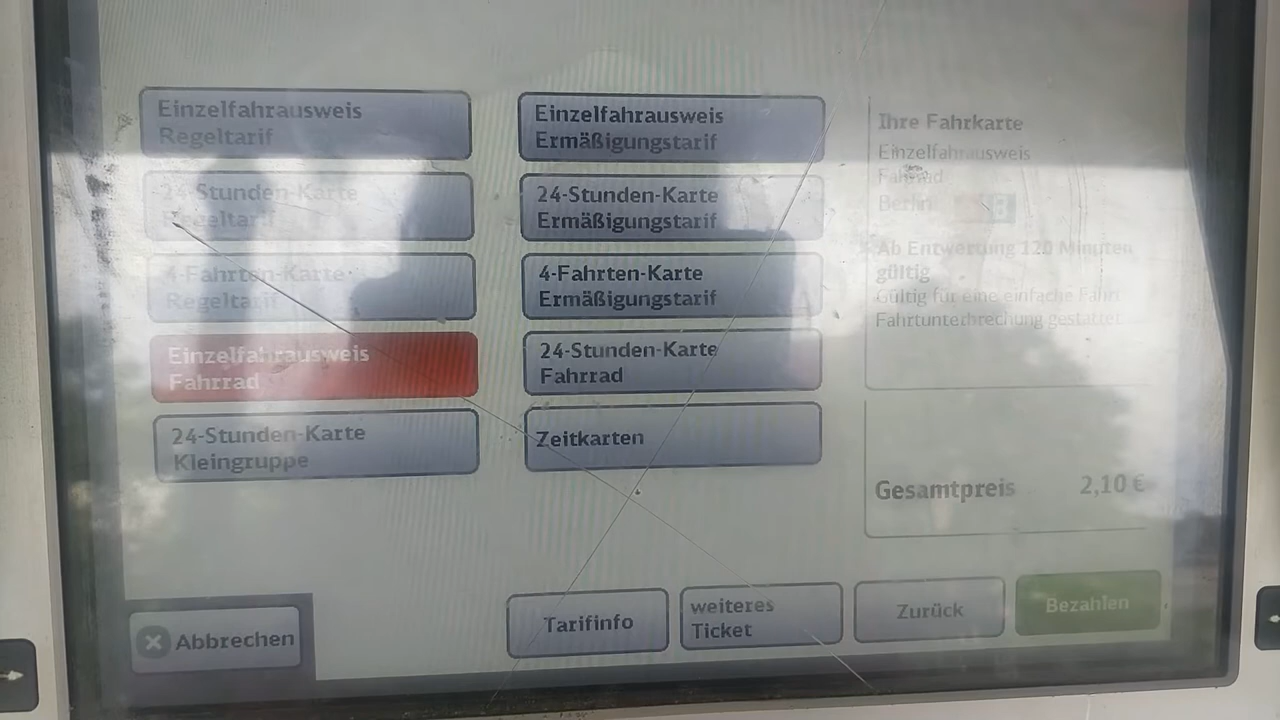 Einzelfahrausweis
Regeltarif
Einzelfahrausweis
Ermäßigungstarif
24-Stunden-Karte
Regeltarif
24-Stunden-Karte
Ermäßigungstarif
4-Fahrten-Karte
Regeltarif
4-Fahrten-Karte
Ermäßigungstarif
Einzelfahrausweis
Fahrrad
24-Stunden-Karte
Fahrrad
24-Stunden-Karte
Kleingruppe
Zeitkarten
Ihre Fahrkarte
Einzelfahrausweis
Fahrrad
Berlin
Ab Entwertung 120 Minuten
gültig
Gültig für eine einfache Fahrt
Fahrtunterbrechung gestattet
Gesamtpreis 2,10 €
Abbrechen
Tarifinfo
weiteres
Ticket
Zurück
Bezahlen